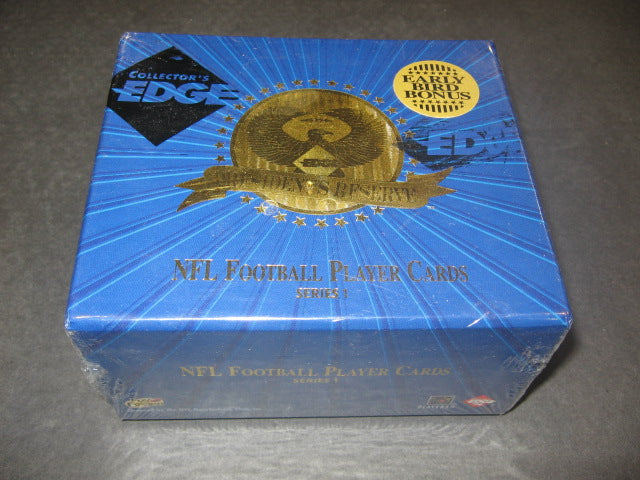 COLLECTOR'S
EDGE
EARLY
BIRD
BONUS
EDGE
PRESIDENT'S RESERVE
NFL FOOTBALL PLAYER CARDS
SERIES 1
NFL FOOTBALL PLAYER CARDS
SERIES 1
PLAYERS